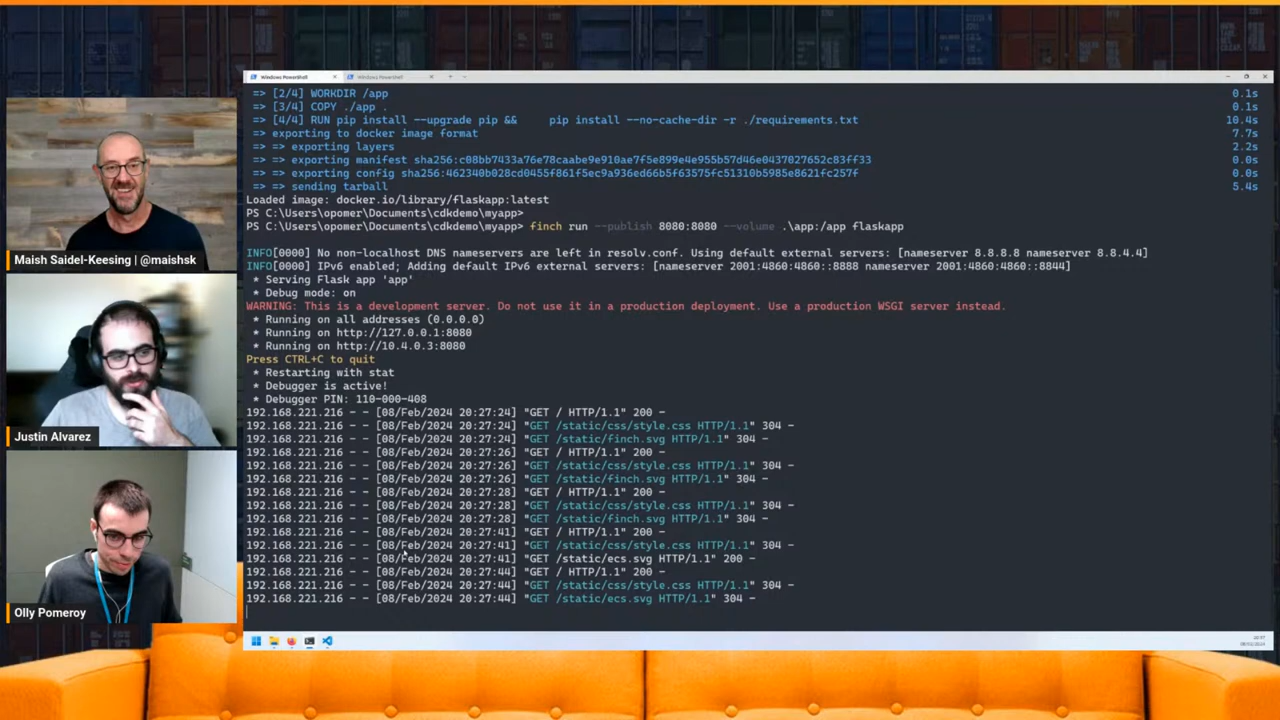 Windows PowerShell
Windows PowerShell
=> [2/4] WORKDIR /app 0.1s
=> [3/4] COPY ./app . 0.1s
=> [4/4] RUN pip install --upgrade pip && pip install --no-cache-dir -r ./requirements.txt 10.4s
=> exporting to docker image format 7.7s
=> => exporting layers 2.2s
=> => exporting manifest sha256:c08bb7433a76e78caabe9e910ae7f5e899e4e955b57d46e0437027652c83ff33 0.0s
=> => exporting config sha256:462340b028cd0455f861f5ec9a936ed66b5f63575fc51310b5985e8621fc257f 0.0s
=> => sending tarball 5.4s
Loaded image: docker.io/library/flaskapp:latest
PS C:\Users\opomer\Documents\cdkdemo\myapp>
PS C:\Users\opomer\Documents\cdkdemo\myapp> finch run --publish 8080:8080 --volume .\app:/app flaskapp
INFO[0000] No non-localhost DNS nameservers are left in resolv.conf. Using default external servers: [nameserver 8.8.8.8 nameserver 8.8.4.4]
INFO[0000] IPv6 enabled; Adding default IPv6 external servers: [nameserver 2001:4860:4860::8888 nameserver 2001:4860:4860::8844]
* Serving Flask app 'app'
* Debug mode: on
WARNING: This is a development server. Do not use it in a production deployment. Use a production WSGI server instead.
* Running on all addresses (0.0.0.0)
* Running on http://127.0.0.1:8080
* Running on http://10.4.0.3:8080
Press CTRL+C to quit
* Restarting with stat
* Debugger is active!
* Debugger PIN: 110-000-408
192.168.221.216 - - [08/Feb/2024 20:27:24] "GET / HTTP/1.1" 200 -
192.168.221.216 - - [08/Feb/2024 20:27:24] "GET /static/css/style.css HTTP/1.1" 304 -
192.168.221.216 - - [08/Feb/2024 20:27:24] "GET /static/finch.svg HTTP/1.1" 304 -
192.168.221.216 - - [08/Feb/2024 20:27:26] "GET / HTTP/1.1" 200 -
192.168.221.216 - - [08/Feb/2024 20:27:26] "GET /static/css/style.css HTTP/1.1" 304 -
192.168.221.216 - - [08/Feb/2024 20:27:26] "GET /static/finch.svg HTTP/1.1" 304 -
192.168.221.216 - - [08/Feb/2024 20:27:28] "GET / HTTP/1.1" 200 -
192.168.221.216 - - [08/Feb/2024 20:27:28] "GET /static/css/style.css HTTP/1.1" 304 -
192.168.221.216 - - [08/Feb/2024 20:27:28] "GET /static/finch.svg HTTP/1.1" 304 -
192.168.221.216 - - [08/Feb/2024 20:27:41] "GET / HTTP/1.1" 200 -
192.168.221.216 - - [08/Feb/2024 20:27:41] "GET /static/css/style.css HTTP/1.1" 304 -
192.168.221.216 - - [08/Feb/2024 20:27:41] "GET /static/ecs.svg HTTP/1.1" 200 -
192.168.221.216 - - [08/Feb/2024 20:27:44] "GET / HTTP/1.1" 200 -
192.168.221.216 - - [08/Feb/2024 20:27:44] "GET /static/css/style.css HTTP/1.1" 304 -
192.168.221.216 - - [08/Feb/2024 20:27:44] "GET /static/ecs.svg HTTP/1.1" 304 -
Maish Saidel-Keesing | @maishsk
Justin Alvarez
Olly Pomeroy